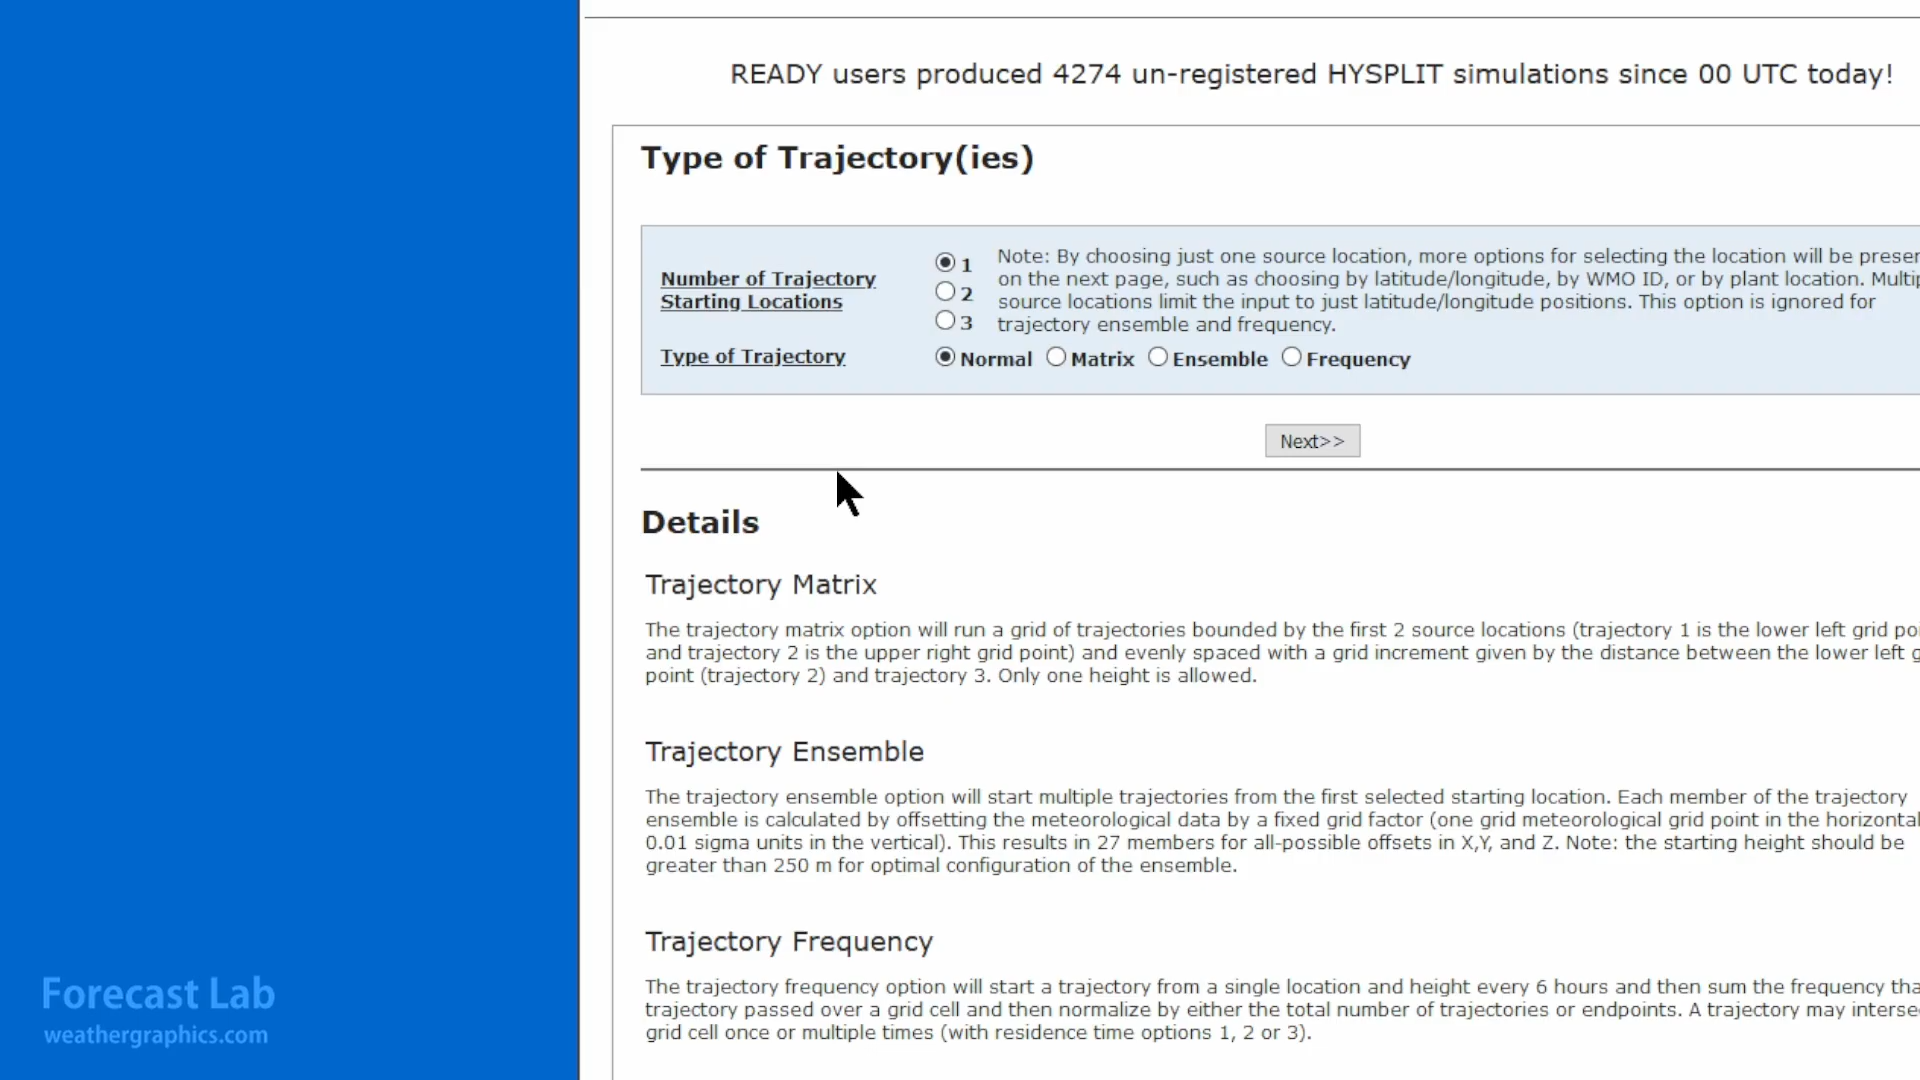 READY users produced 4274 un-registered HYSPLIT simulations since 00 UTC today!
Type of Trajectory(ies)
Number of Trajectory
Starting Locations
1
2
3
Note: By choosing just one source location, more options for selecting the location will be
on the next page, such as choosing by latitude/longitude, by WMO ID, or by plant location.
source locations limit the input to just latitude/longitude positions. This option is ignored for
trajectory ensemble and frequency.
Type of Trajectory
Normal Matrix Ensemble Frequency
Next>>
Details
Trajectory Matrix
The trajectory matrix option will run a grid of trajectories bounded by the first 2 source locations (trajectory 1 is the lower left grid
and trajectory 2 is the upper right grid point) and evenly spaced with a grid increment given by the distance between the lower left
point (trajectory 2) and trajectory 3. Only one height is allowed.
Trajectory Ensemble
The trajectory ensemble option will start multiple trajectories from the first selected starting location. Each member of the trajectory
ensemble is calculated by offsetting the meteorological data by a fixed grid factor (one grid meteorological grid point in the horizontal
0.01 sigma units in the vertical). This results in 27 members for all-possible offsets in X,Y, and Z. Note: the starting height should be
greater than 250 m for optimal configuration of the ensemble.
Trajectory Frequency
The trajectory frequency option will start a trajectory from a single location and height every 6 hours and then sum the frequency
trajectory passed over a grid cell and then normalize by either the total number of trajectories or endpoints. A trajectory may
grid cell once or multiple times (with residence time options 1, 2 or 3).
Forecast Lab
weathergraphics.com